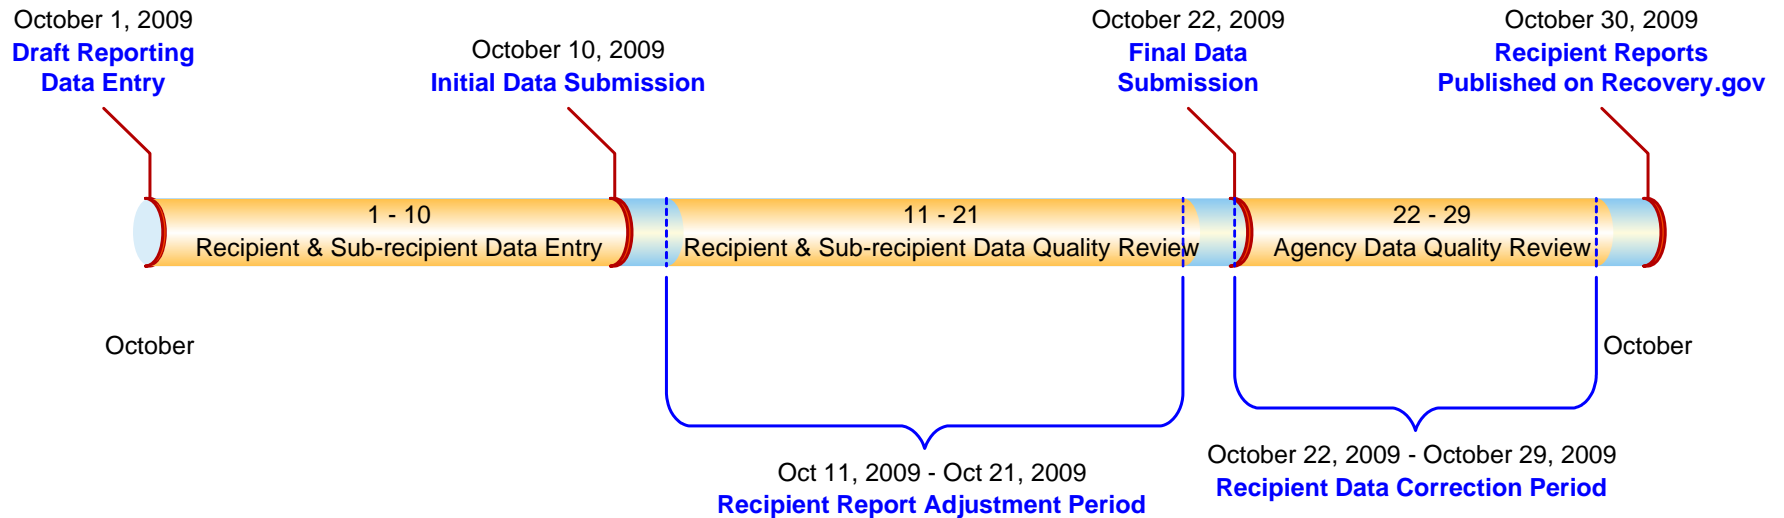 October 1, 2009
Draft Reporting
Data Entry
October 10, 2009
Initial Data Submission
October 22, 2009
Final Data
Submission
October 30, 2009
Recipient Reports
Published on Recovery.gov
1 - 10
Recipient & Sub-recipient Data Entry
11 - 21
Recipient & Sub-recipient Data Quality Review
22 - 29
Agency Data Quality Review
October
October
Oct 11, 2009 - Oct 21, 2009
Recipient Report Adjustment Period
October 22, 2009 - October 29, 2009
Recipient Data Correction Period